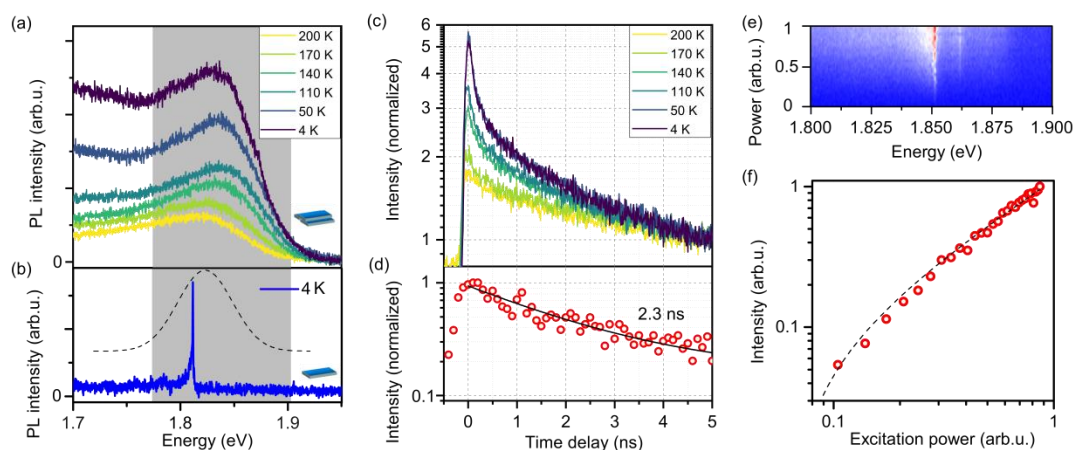 (a)
PL intensity (arb.u.)
0
200 K
170 K
140 K
110 K
50 K
4 K
(b)
PL intensity (arb.u.)
0
4 K
1.7
1.8
1.9
Energy (eV)
(c)
Intensity (normalized)
6
5
4
3
2
1
200 K
170 K
140 K
110 K
50 K
4 K
(d)
Intensity (normalized)
1
0.1
2.3 ns
0
1
2
3
4
5
Time delay (ns)
(e)
Power (arb.u.)
1
0.5
0
1.800
1.825
1.850
1.875
1.900
Energy (eV)
(f)
Intensity (arb.u.)
1
0.1
0.1
1
Excitation power (arb.u.)